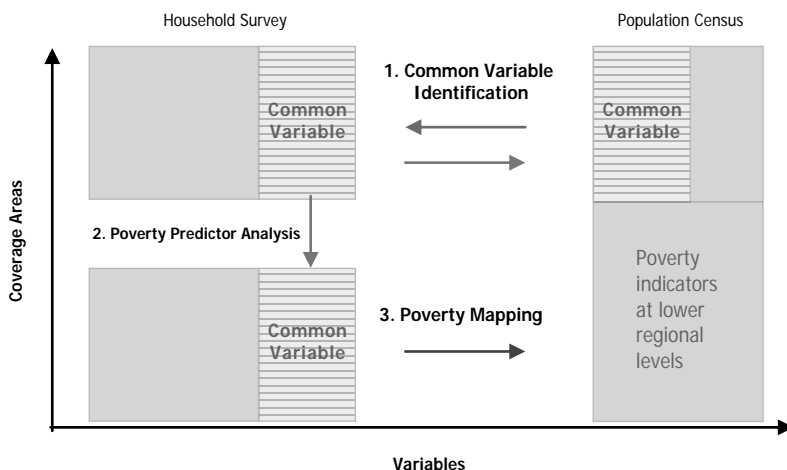 Household Survey
Population Census
1. Common Variable
Identification
Common
Variable
Common
Variable
2. Poverty Predictor Analysis
Coverage Areas
Common
Variable
3. Poverty Mapping
Poverty
indicators
at lower
regional
levels
Variables